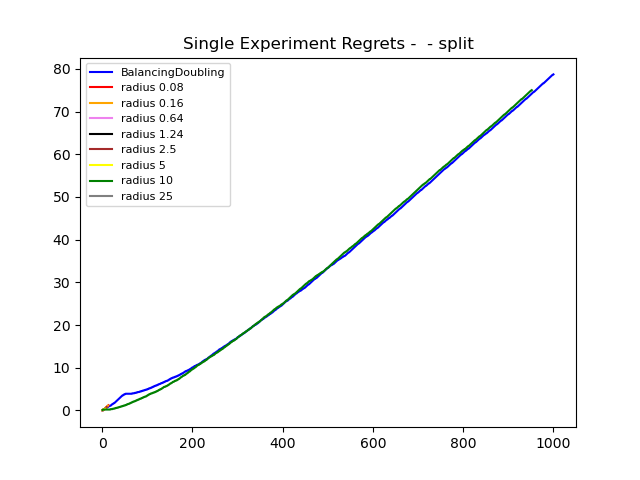 Single Experiment Regrets -  - split
BalancingDoubling
radius 0.08
radius 0.16
radius 0.64
radius 1.24
radius 2.5
radius 5
radius 10
radius 25
80
70
60
50
40
30
20
10
0
0 200 400 600 800 1000